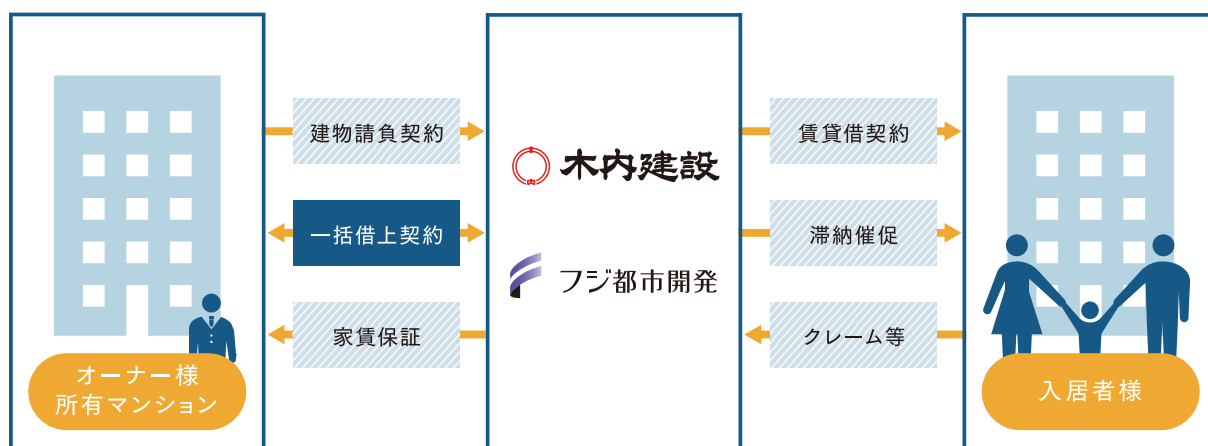 建物請負契約
一括借上契約
家賃保証
オーナー様
所有マンション
木内建設
フジ都市開発
賃貸借契約
滞納催促
クレーム等
入居者様